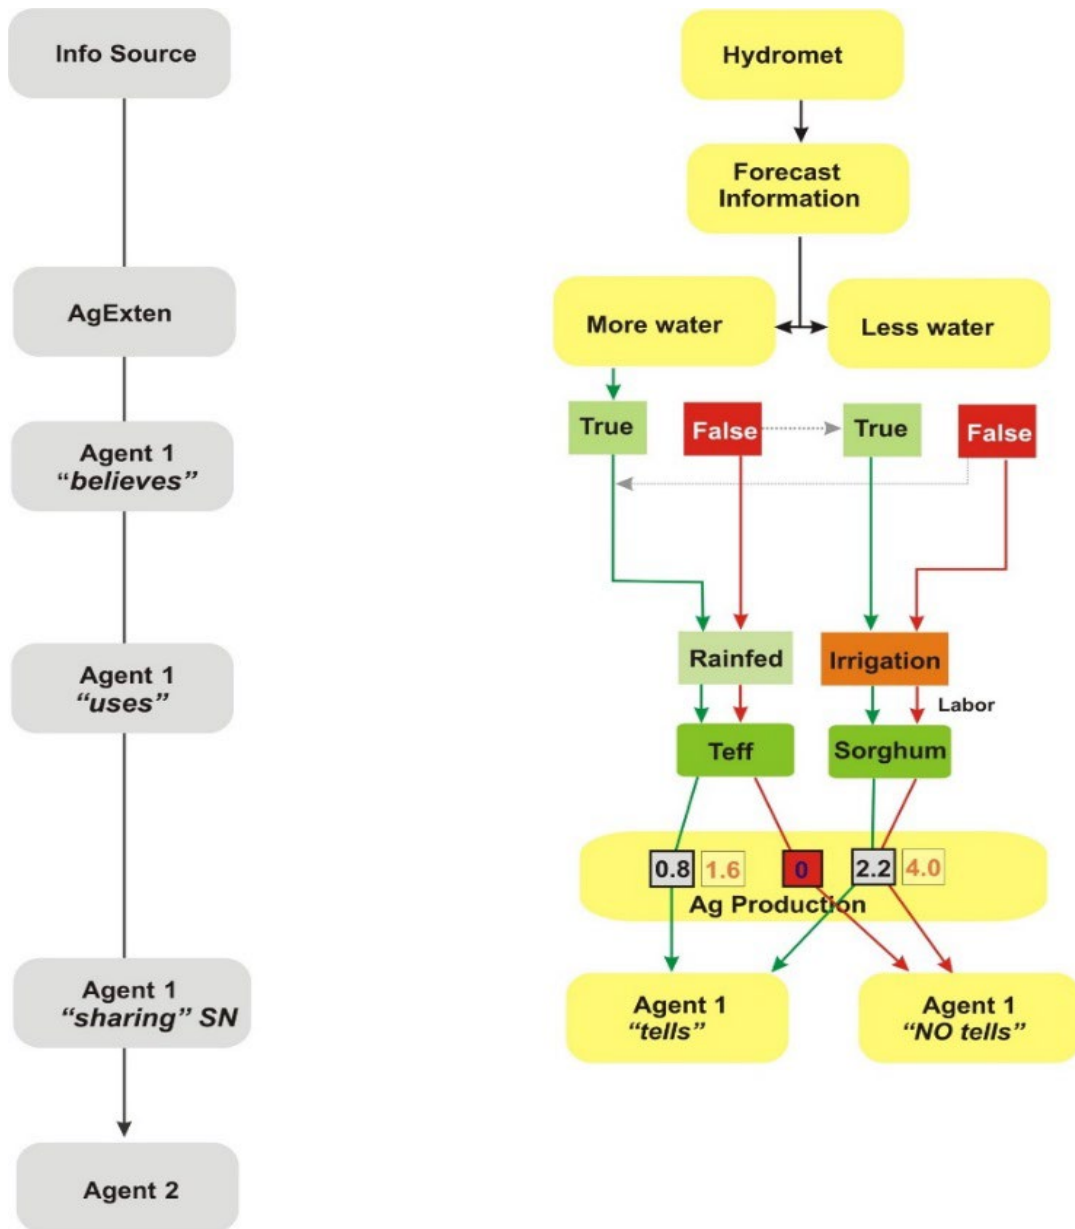 Info Source
Hydromet
Forecast
Information
AgExten
More water
Less water
True
False
True
False
Agent 1
“believes”
Rainfed
Irrigation
Agent 1
“uses”
Labor
Teff
Sorghum
0.8
1.6
0
2.2
4.0
Ag Production
Agent 1
“sharing” SN
Agent 1
“tells”
Agent 1
“NO tells”
Agent 2